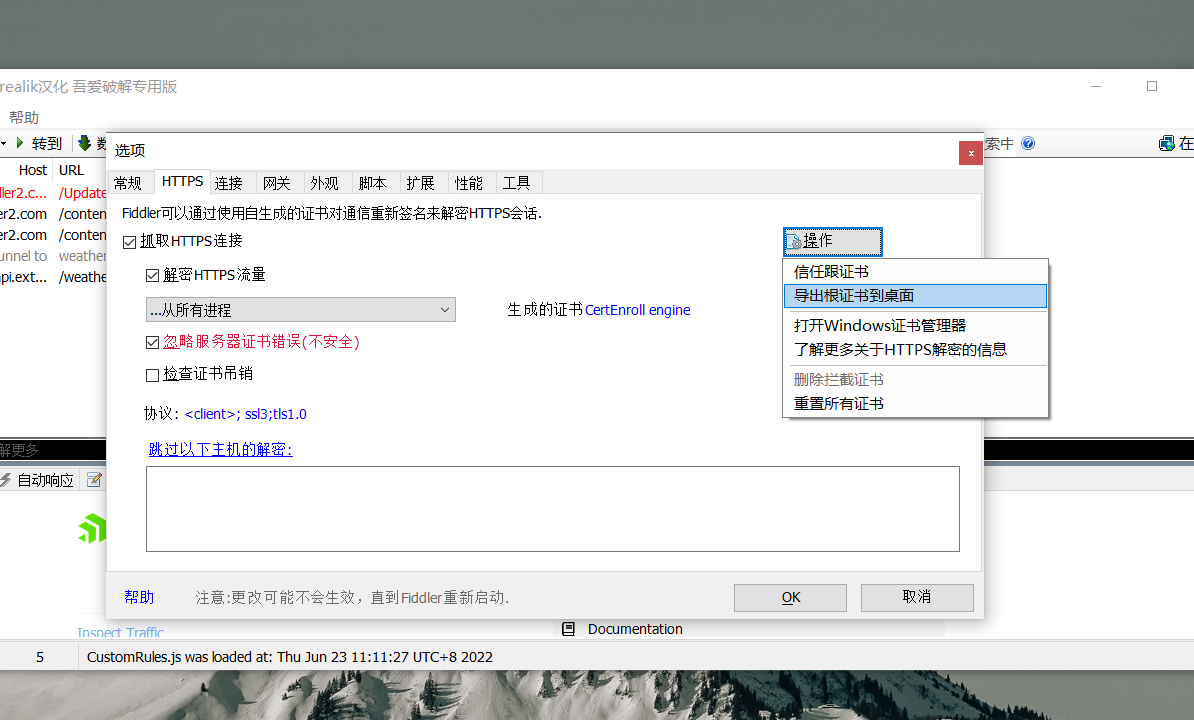 realik汉化 吾爱破解专用版
帮助
转到
索中
在
Host URL
ller2.c... /Update
er2.com /conten
er2.com /conten
unnel to weather
pi.ext... /weathe
解更多
自动响应
选项
x
常规 HTTPS 连接 网关 外观 脚本 扩展 性能 工具
Fiddler可以通过使用自生成的证书对通信重新签名来解密HTTPS会话.
抓取HTTPS连接
操作
解密HTTPS流量
信任跟证书
导出根证书到桌面
打开Windows证书管理器
了解更多关于HTTPS解密的信息
删除拦截证书
重置所有证书
...从所有进程
生成的证书CertEnroll engine
忽略服务器证书错误(不安全)
检查证书吊销
协议: <client>; ssl3;tls1.0
跳过以下主机的解密:
帮助
注意:更改可能不会生效，直到Fiddler重新启动.
OK
取消
Inspect Traffic
Documentation
5
CustomRules.js was loaded at: Thu Jun 23 11:11:27 UTC+8 2022